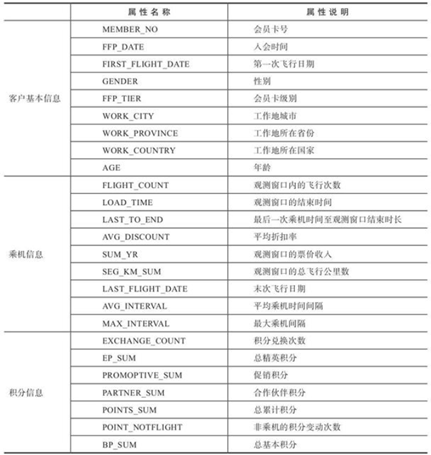 属性名称 属性说明
客户基本信息 MEMBER_NO 会员卡号
FFP_DATE 入会时间
FIRST_FLIGHT_DATE 第一次飞行日期
GENDER 性别
FFP_TIER 会员卡级别
WORK_CITY 工作地城市
WORK_PROVINCE 工作地所在省份
WORK_COUNTRY 工作地所在国家
AGE 年龄
乘机信息 FLIGHT_COUNT 观测窗口内的飞行次数
LOAD_TIME 观测窗口的结束时间
LAST_TO_END 最后一次乘机时间至观测窗口结束时长
AVG_DISCOUNT 平均折扣率
SUM_YR 观测窗口的票价收入
SEG_KM_SUM 观测窗口的总飞行公里数
LAST_FLIGHT_DATE 末次飞行日期
AVG_INTERVAL 平均乘机时间间隔
MAX_INTERVAL 最大乘机间隔
积分信息 EXCHANGE_COUNT 积分兑换次数
EP_SUM 总精英积分
PROMOPTIVE_SUM 促销积分
PARTNER_SUM 合作伙伴积分
POINTS_SUM 总累计积分
POINT_NOTFLIGHT 非乘机的积分变动次数
BP_SUM 总基本积分